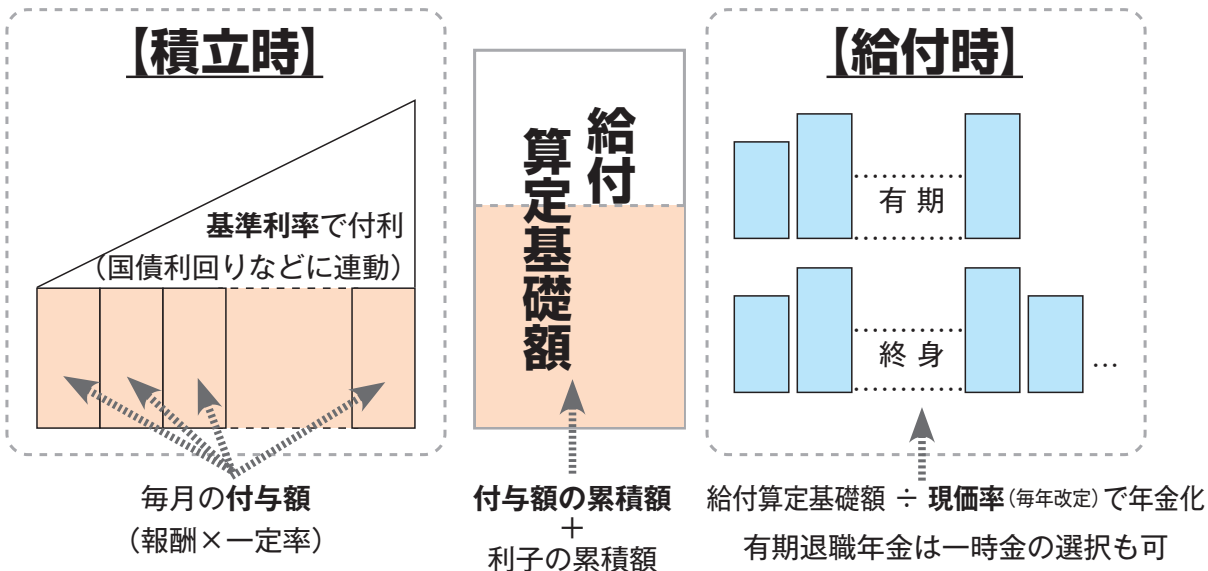 【積立時】
基準利率で付利
（国債利回りなどに連動）
毎月の付与額
（報酬×一定率）
給付
算定基礎額
付与額の累積額
＋
利子の累積額
【給付時】
………… 
有期
…………
…………
終身
…………
…
給付算定基礎額 ÷ 現価率（毎年改定）で年金化
有期退職年金は一時金の選択も可